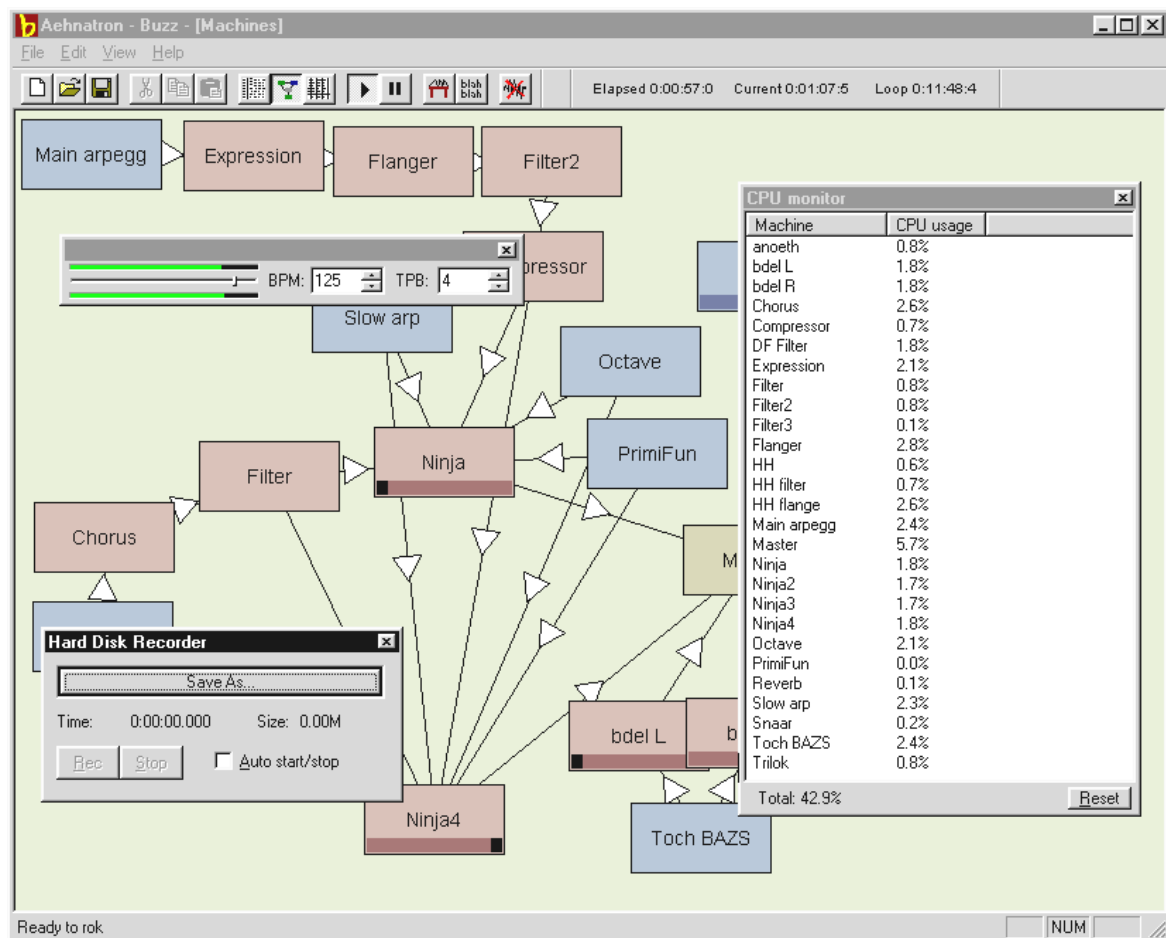 Aehnatron - Buzz - [Machines]
File Edit View Help
blah blah
Elapsed 0:00:57:0 Current 0:01:07:5 Loop 0:11:48:4
Main arpegg
Expression
Flanger
Filter2
pressor
BPM: 125 TPB: 4
Slow arp
Octave
PrimiFun
Ninja
Filter
Chorus
M
Hard Disk Recorder
Save As...
Time: 0:00:00.000 Size: 0.00M
Rec Stop Auto start/stop
bdel L
b
Ninja4
Toch BAZS
CPU monitor
Machine CPU usage
anoeth 0.8%
bdel L 1.8%
bdel R 1.8%
Chorus 2.6%
Compressor 0.7%
DF Filter 1.8%
Expression 2.1%
Filter 0.8%
Filter2 0.8%
Filter3 0.1%
Flanger 2.8%
HH 0.6%
HH filter 0.7%
HH flange 2.6%
Main arpegg 2.4%
Master 5.7%
Ninja 1.8%
Ninja2 1.7%
Ninja3 1.7%
Ninja4 1.8%
Octave 2.1%
PrimiFun 0.0%
Reverb 0.1%
Slow arp 2.3%
Snaar 0.2%
Toch BAZS 2.4%
Trilok 0.8%
Total: 42.9% Reset
Ready to rok NUM